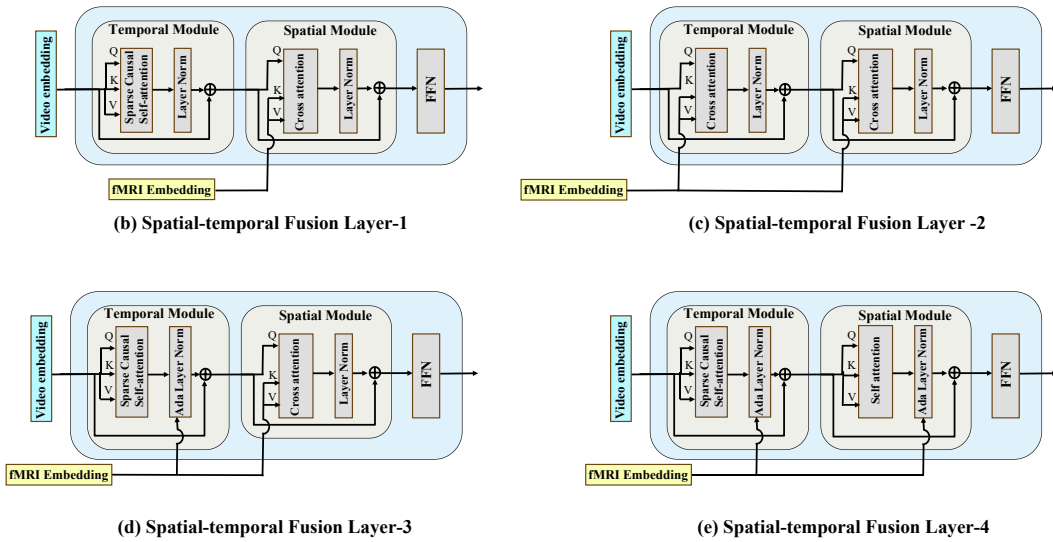 Temporal Module
Spatial Module
Video embedding
Q
K
V
Sparse Causal
Self-attention
Layer Norm
Q
K
V
Cross attention
Layer Norm
FFN
fMRI Embedding
(b) Spatial-temporal Fusion Layer-1
Temporal Module
Spatial Module
Video embedding
Q
K
V
Cross attention
Layer Norm
Q
K
V
Cross attention
Layer Norm
FFN
fMRI Embedding
(c) Spatial-temporal Fusion Layer -2
Temporal Module
Spatial Module
Video embedding
Q
K
V
Sparse Causal
Self-attention
Ada Layer Norm
Q
K
V
Cross attention
Layer Norm
FFN
fMRI Embedding
(d) Spatial-temporal Fusion Layer-3
Temporal Module
Spatial Module
Video embedding
Q
K
V
Sparse Causal
Self-attention
Ada Layer Norm
Q
K
V
Self attention
Ada Layer Norm
FFN
fMRI Embedding
(e) Spatial-temporal Fusion Layer-4